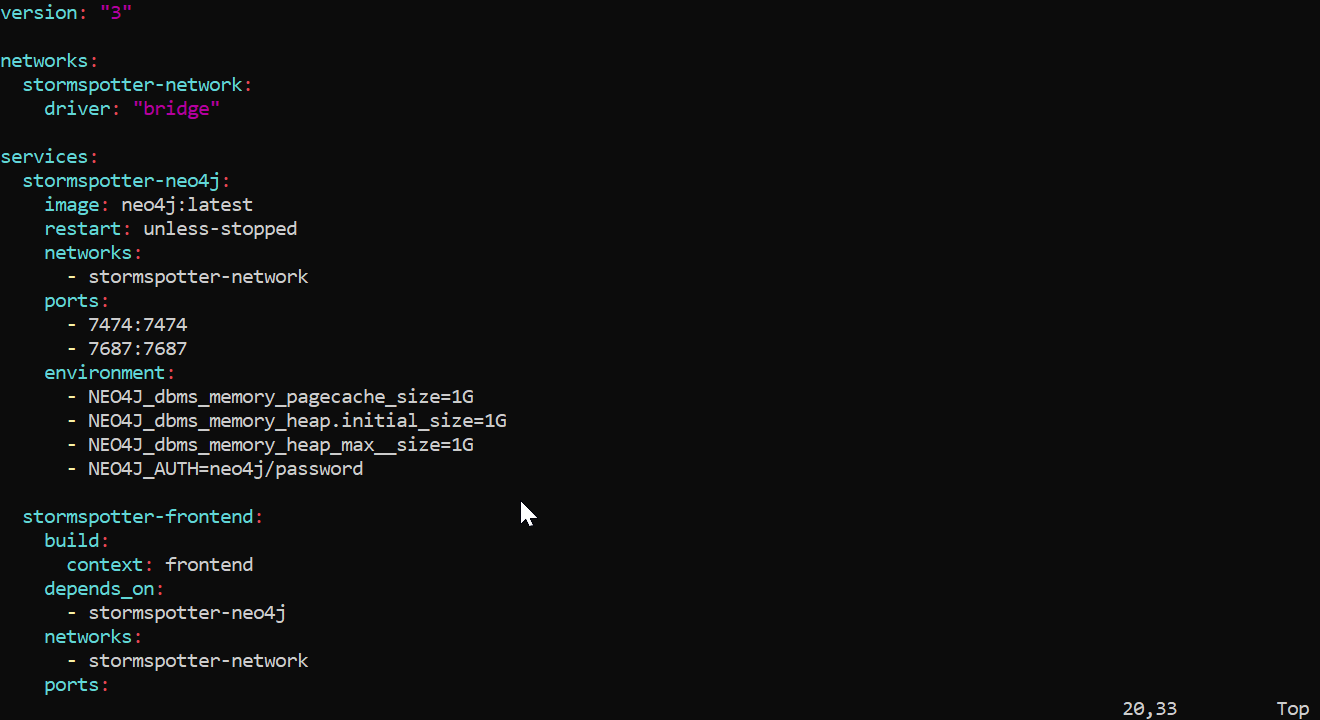 version: "3"

networks:
  stormspotter-network:
    driver: "bridge"

services:
  stormspotter-neo4j:
    image: neo4j:latest
    restart: unless-stopped
    networks:
      - stormspotter-network
    ports:
      - 7474:7474
      - 7687:7687
    environment:
      - NEO4J_dbms_memory_pagecache_size=1G
      - NEO4J_dbms_memory_heap.initial_size=1G
      - NEO4J_dbms_memory_heap_max__size=1G
      - NEO4J_AUTH=neo4j/password

  stormspotter-frontend:
    build:
      context: frontend
    depends_on:
      - stormspotter-neo4j
    networks:
      - stormspotter-network
    ports:
20,33 Top